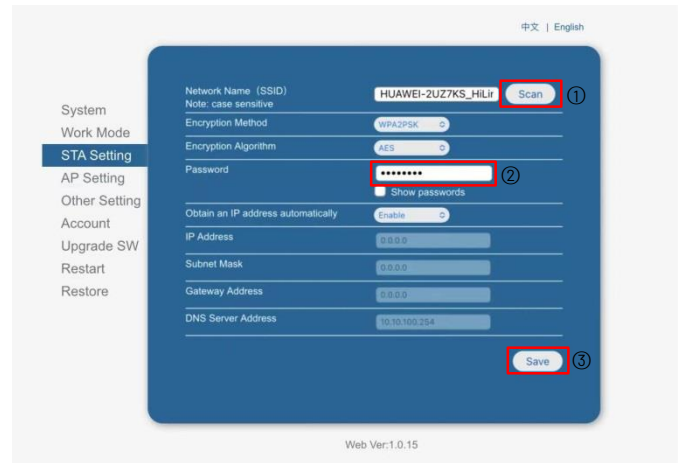 中文 | English
System
Work Mode
STA Setting
AP Setting
Other Setting
Account
Upgrade SW
Restart
Restore
Network Name (SSID)
Note: case sensitive
HUAWEI-2UZ7KS_HiLir
Scan
①
Encryption Method
WPA2PSK
Encryption Algorithm
AES
Password
••••••••
②
Show passwords
Obtain an IP address automatically
Enable
IP Address
0.0.0.0
Subnet Mask
0.0.0.0
Gateway Address
0.0.0.0
DNS Server Address
10.10.100.254
Save
③
Web Ver:1.0.15